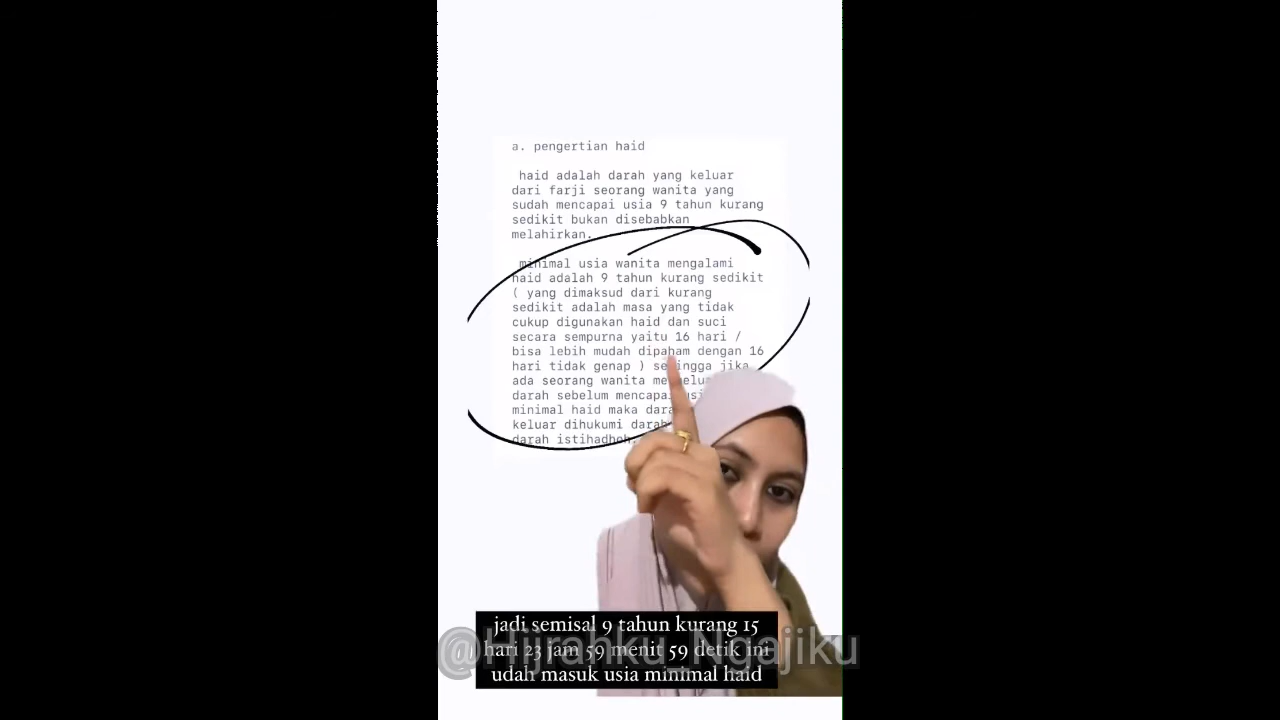 a. pengertian haid
haid adalah darah yang keluar
dari farji seorang wanita yang
sudah mencapai usia 9 tahun kurang
sedikit bukan disebabkan
melahirkan.
minimal usia wanita mengalami
haid adalah 9 tahun kurang sedikit
( yang dimaksud dari kurang
sedikit adalah masa yang tidak
cukup digunakan haid dan suci
secara sempurna yaitu 16 hari /
bisa lebih mudah dipaham dengan 16
hari tidak genap ) sehingga jika
ada seorang wanita
darah sebelum mencapai
minimal haid maka
keluar dihukumi darah
darah istihadhoh.
jadi semisal 9 tahun kurang 15
hari 23 jam 59 menit 59 detik ini
udah masuk usia minimal haid
@Hijrahku_Ngajiku